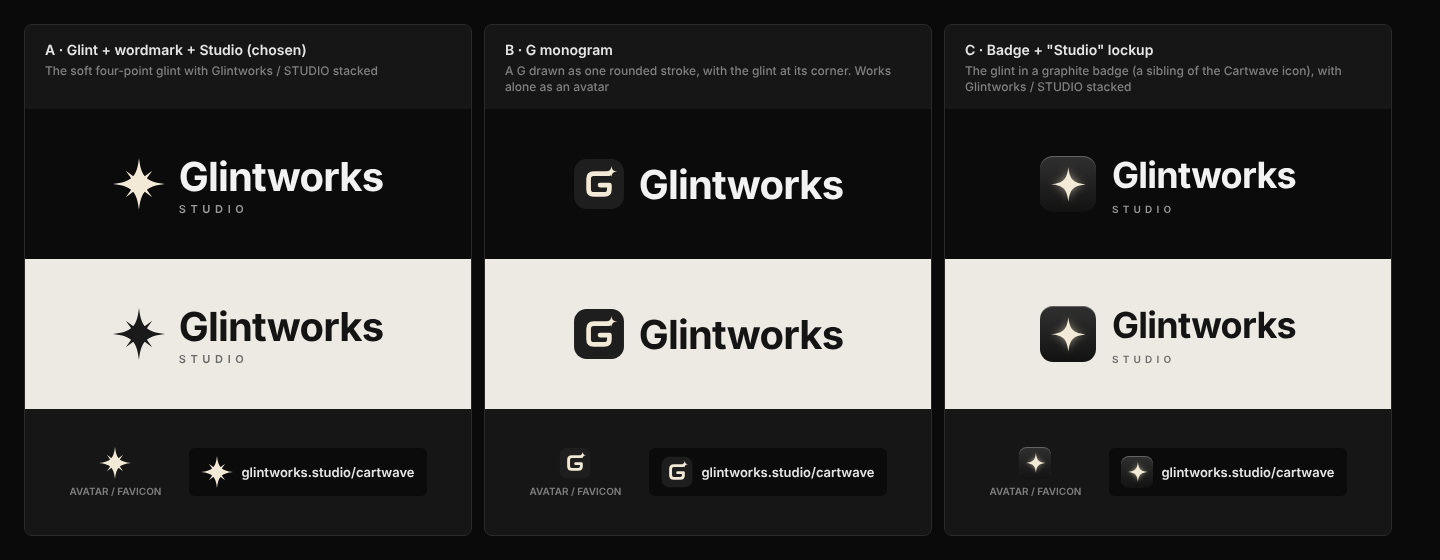 A · Glint + wordmark + Studio (chosen)
The soft four-point glint with Glintworks / STUDIO stacked
Glintworks
STUDIO
Glintworks
STUDIO
AVATAR / FAVICON
glintworks.studio/cartwave
B · G monogram
A G drawn as one rounded stroke, with the glint at its corner. Works
alone as an avatar
G
Glintworks
G
Glintworks
G
AVATAR / FAVICON
G
glintworks.studio/cartwave
C · Badge + "Studio" lockup
The glint in a graphite badge (a sibling of the Cartwave icon), with
Glintworks / STUDIO stacked
Glintworks
STUDIO
Glintworks
STUDIO
AVATAR / FAVICON
glintworks.studio/cartwave